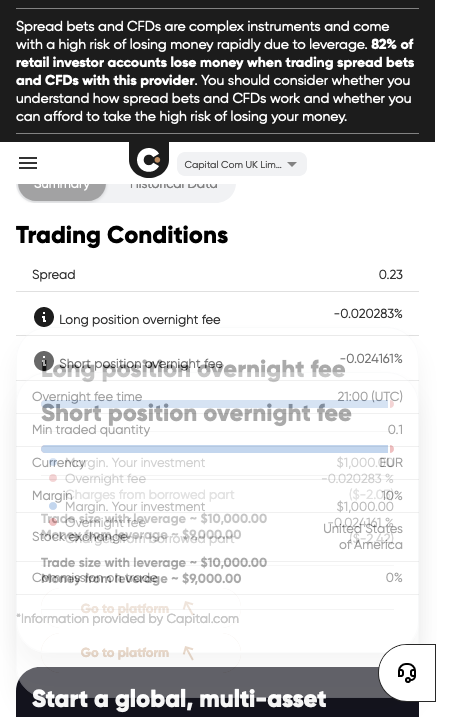 Spread bets and CFDs are complex instruments and come
with a high risk of losing money rapidly due to leverage. 82% of
retail investor accounts lose money when trading spread bets
and CFDs with this provider. You should consider whether you
understand how spread bets and CFDs work and whether you
can afford to take the high risk of losing your money.
Capital Com UK Lim...
Summary Historical Data
Trading Conditions
Spread 0.23
Long position overnight fee -0.020283%
Short position overnight fee -0.024161%
Long position overnight fee
Overnight fee time 21:00 (UTC)
Short position overnight fee
Min traded quantity 0.1
Currency EUR
Margin. Your investment $1,000.00
Overnight fee -0.020283 %
Margin 10%
Charges from borrowed part ($-2.03)
Margin. Your investment $1,000.00
Trade size with leverage ~ $10,000.00
Overnight fee -0.024161 %
Stock exchange United States
of America
Money from leverage ~ $9,000.00
Charges from borrowed part ($-2.42)
Trade size with leverage ~ $10,000.00
Commission on trade 0%
Money from leverage ~ $9,000.00
Go to platform
*Information provided by Capital.com
Go to platform
Start a global, multi-asset